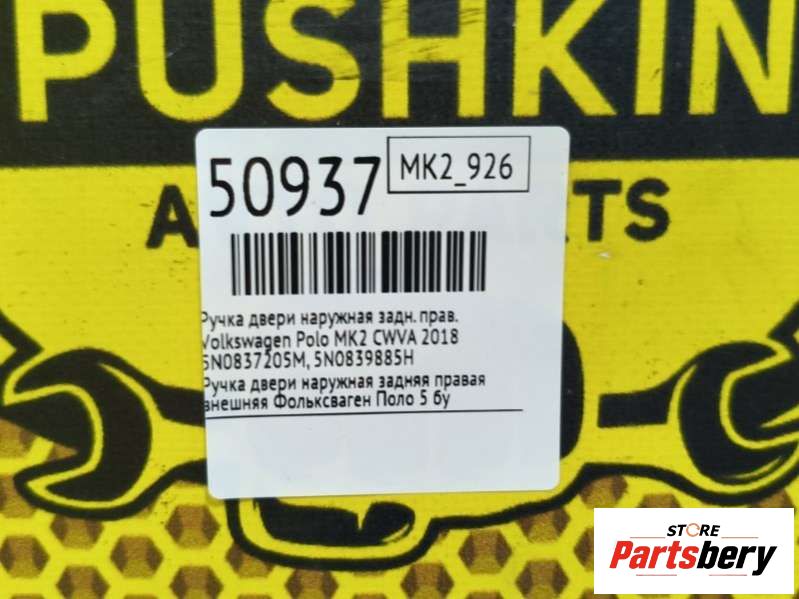 PUSHKIN
50937
MK2_926
Ручка двери наружная задн. прав.
Volkswagen Polo MK2 CWVA 2018
5N0837205M, 5N0839885H
Ручка двери наружная задняя правая
внешняя Фольксваген Поло 5 бу
STORE
Partsbery